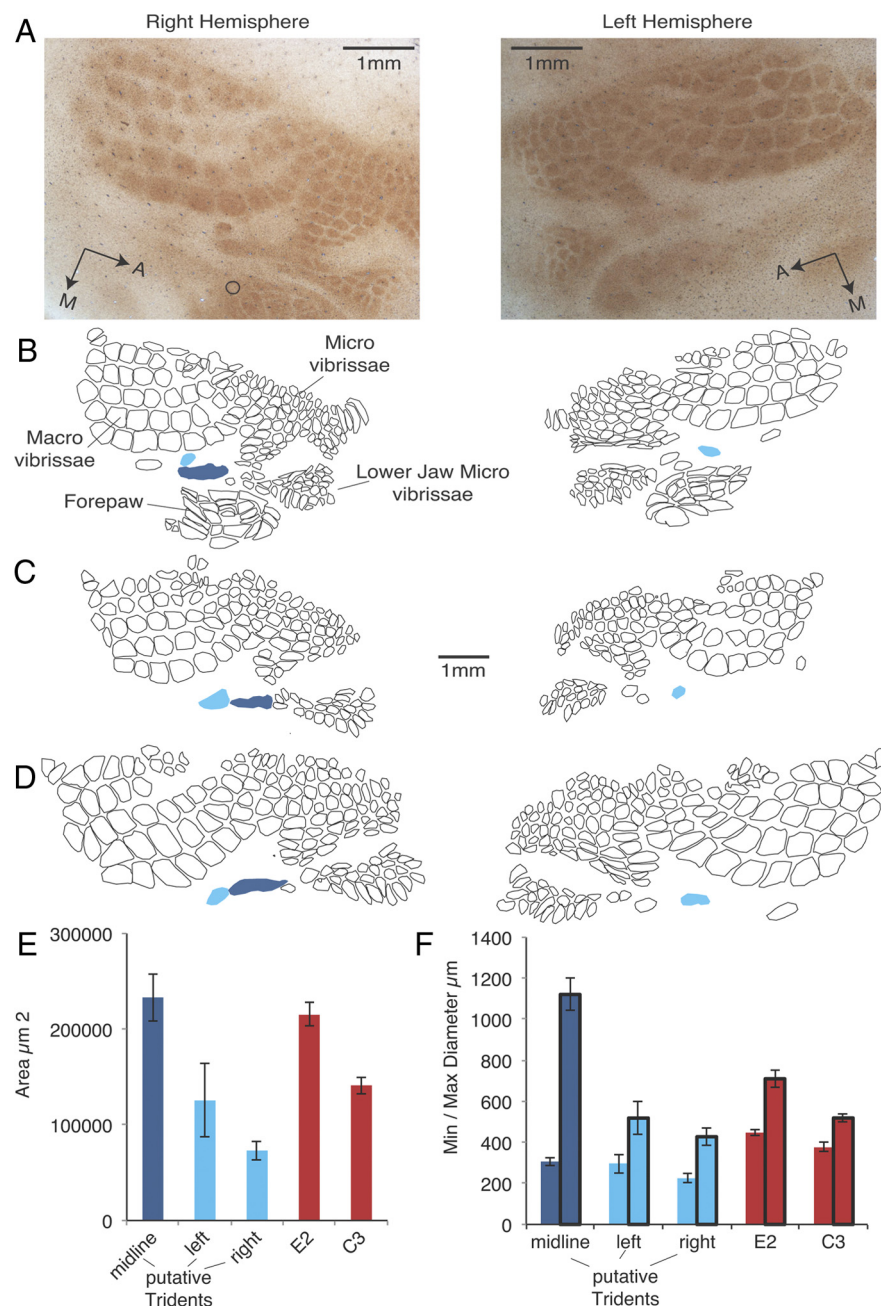 A
Right Hemisphere
Left Hemisphere
1mm
1mm
A
M
A
M
B
Micro
vibrissae
Macro
vibrissae
Lower Jaw Micro
vibrissae
Forepaw
C
1mm
D
E
300000
200000
100000
0
Area µm 2
midline
left
right
E2
C3
putative
Tridents
F
1400
1200
1000
800
600
400
200
0
Min / Max Diameter µm
midline
left
right
E2
C3
putative
Tridents